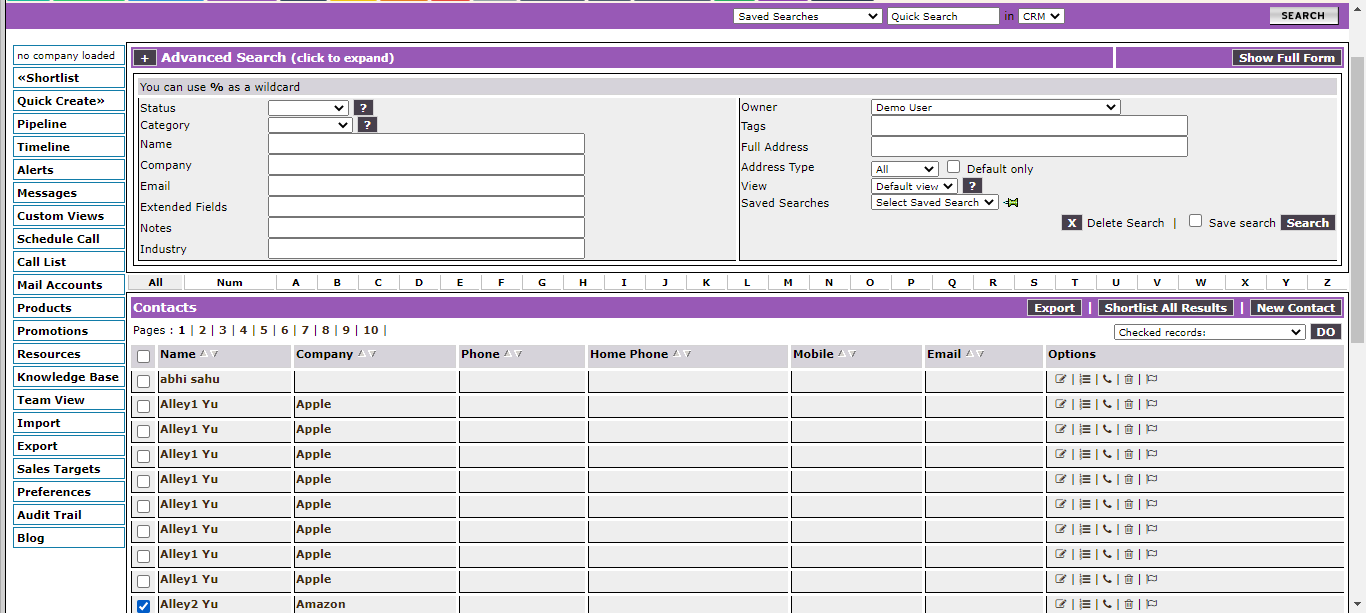 Saved Searches Quick Search in CRM SEARCH
no company loaded
«Shortlist
Quick Create»
Pipeline
Timeline
Alerts
Messages
Custom Views
Schedule Call
Call List
Mail Accounts
Products
Promotions
Resources
Knowledge Base
Team View
Import
Export
Sales Targets
Preferences
Audit Trail
Blog
+ Advanced Search (click to expand) Show Full Form
You can use % as a wildcard
Status ?
Category ?
Name
Company
Email
Extended Fields
Notes
Industry
Owner Demo User
Tags
Full Address
Address Type All Default only
View Default view ?
Saved Searches Select Saved Search
X Delete Search | Save search Search
All Num A B C D E F G H I J K L M N O P Q R S T U V W X Y Z
Contacts Export | Shortlist All Results | New Contact
Pages : 1 | 2 | 3 | 4 | 5 | 6 | 7 | 8 | 9 | 10 |
Checked records: DO
Name Company Phone Home Phone Mobile Email Options
abhi sahu | | | |
Alley1 Yu Apple | | | |
Alley1 Yu Apple | | | |
Alley1 Yu Apple | | | |
Alley1 Yu Apple | | | |
Alley1 Yu Apple | | | |
Alley1 Yu Apple | | | |
Alley1 Yu Apple | | | |
Alley1 Yu Apple | | | |
Alley2 Yu Amazon | | | |